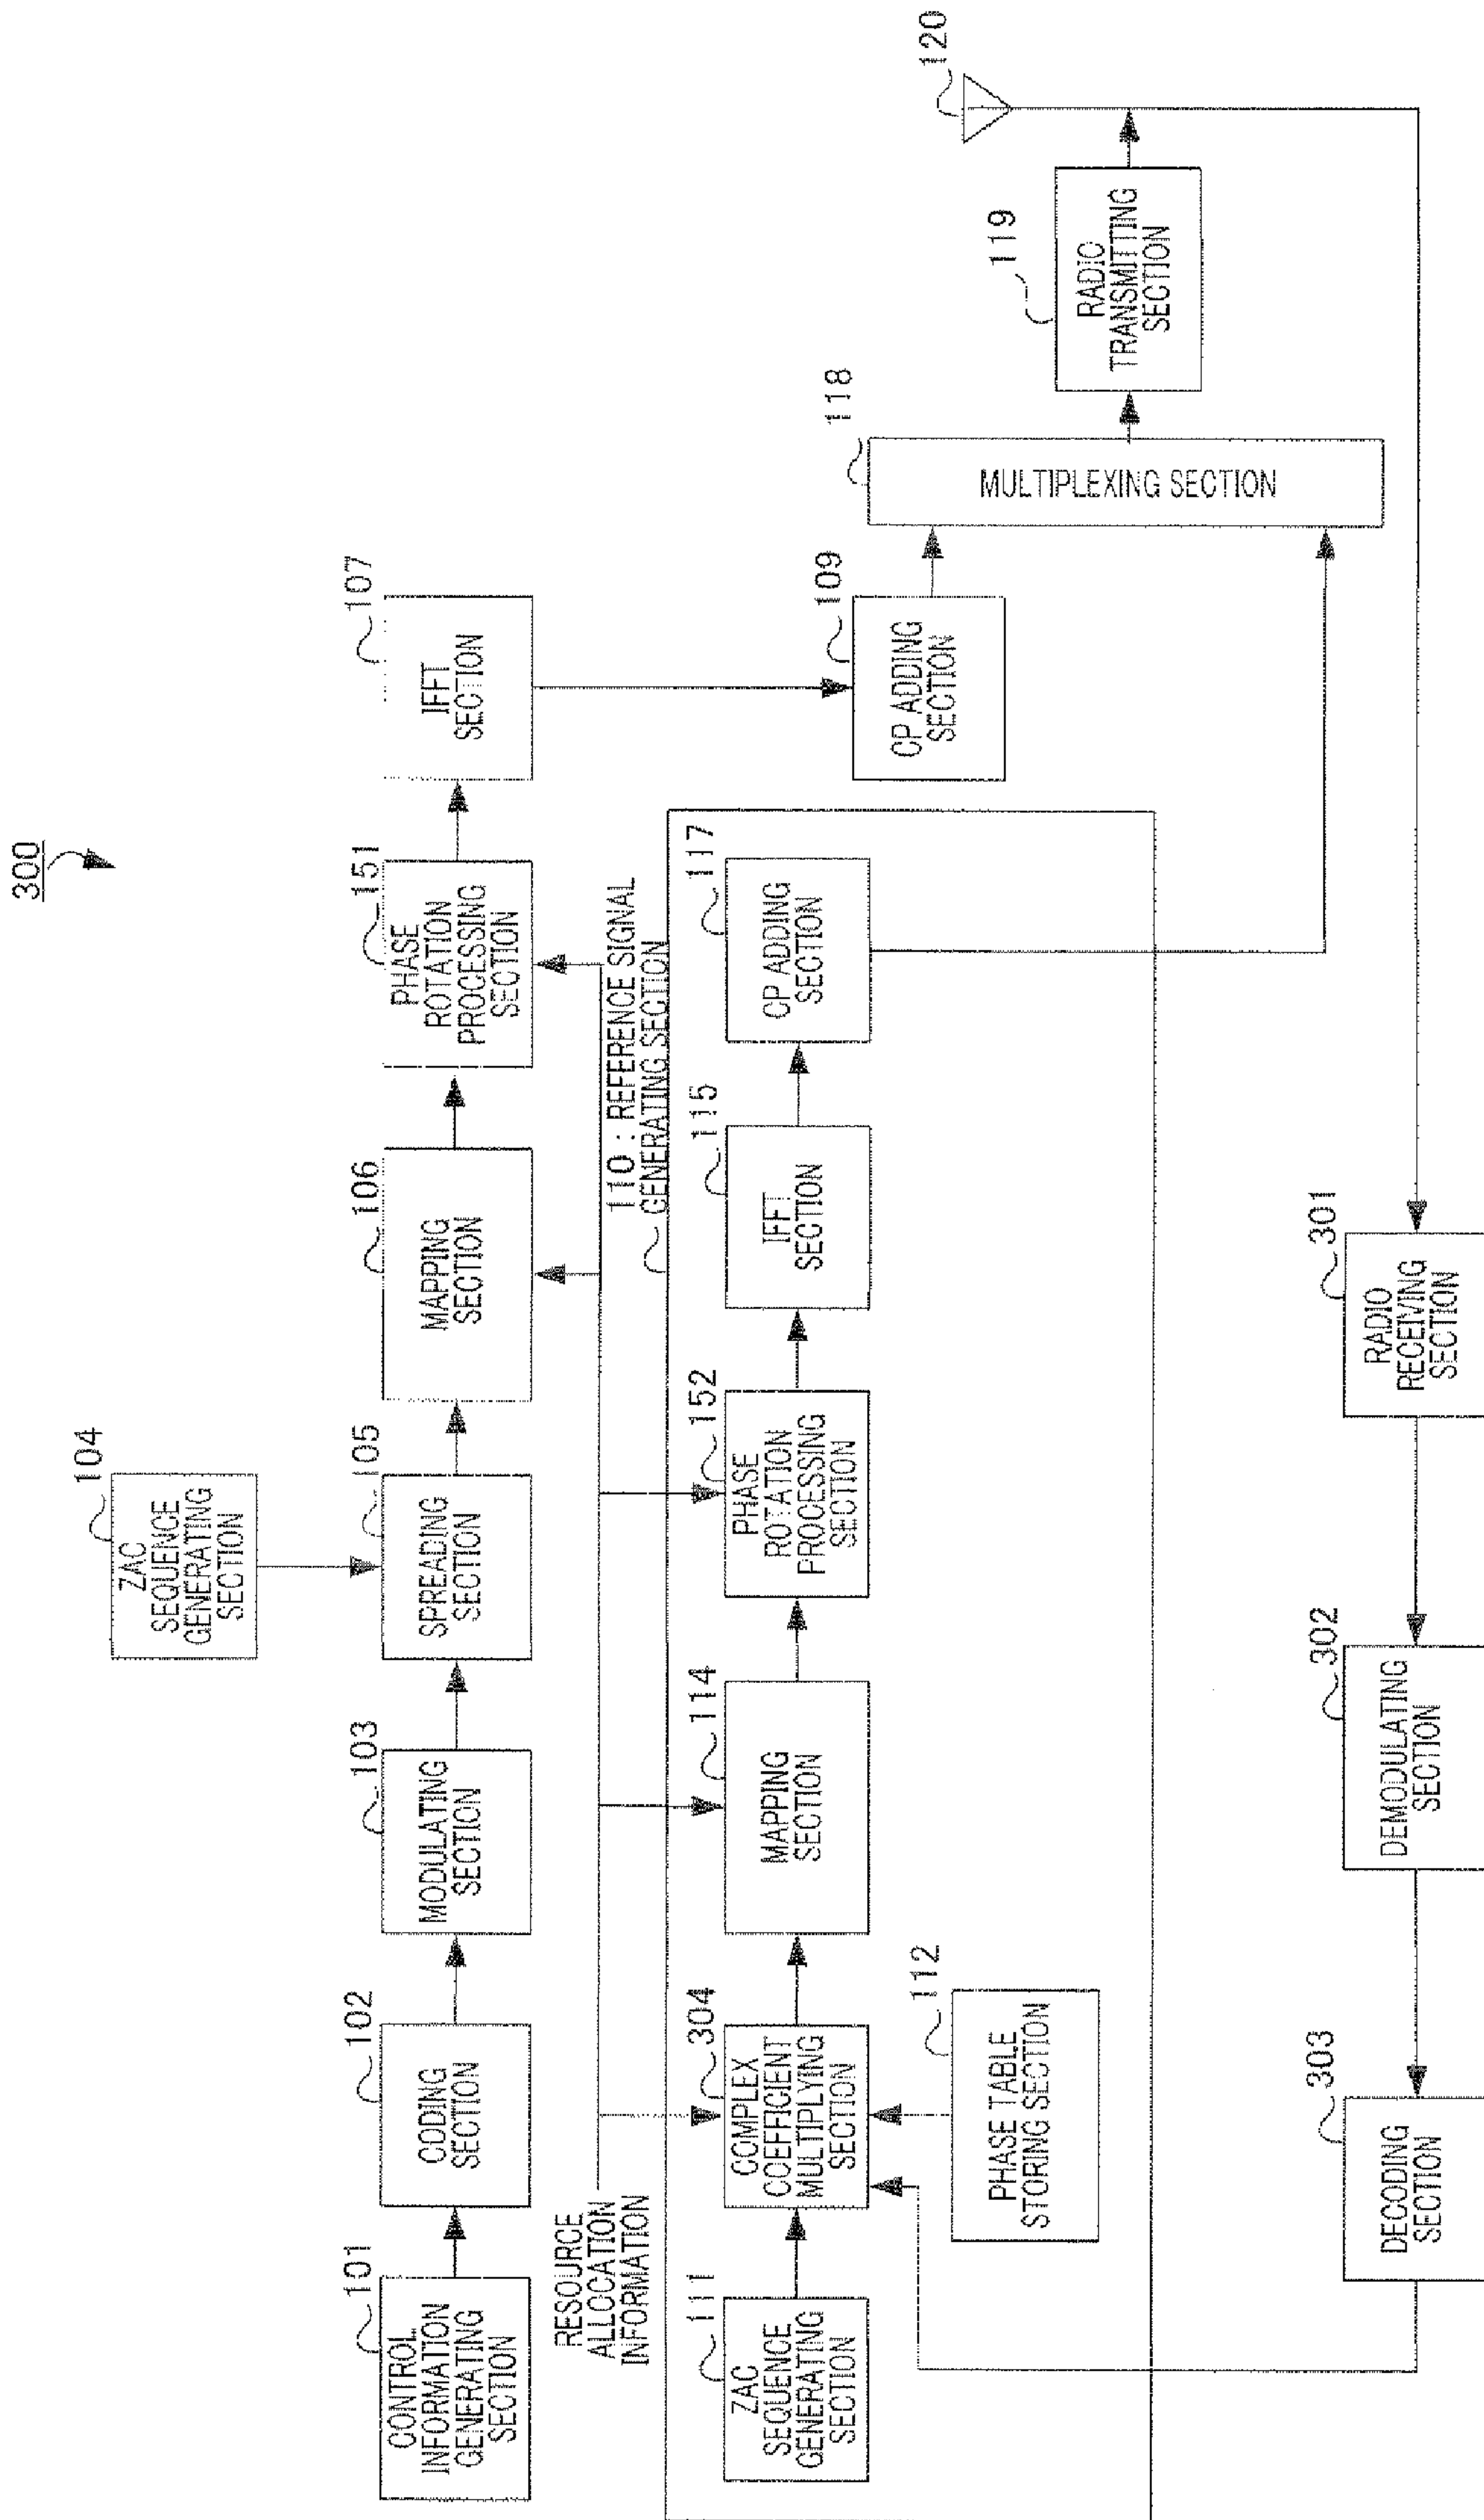 300
101
CONTROL
INFORMATION
GENERATING
SECTION
102
CODING
SECTION
103
MODULATING
SECTION
104
ZAC
SEQUENCE
GENERATING
SECTION
105
SPREADING
SECTION
106
MAPPING
SECTION
151
PHASE
ROTATION
PROCESSING
SECTION
107
IFFT
SECTION
109
CP ADDING
SECTION
RESOURCE
ALLOCATION
INFORMATION
110 : REFERENCE SIGNAL
GENERATING SECTION
111
ZAC
SEQUENCE
GENERATING
SECTION
304
COMPLEX
COEFFICIENT
MULTIPLYING
SECTION
112
PHASE TABLE
STORING SECTION
114
MAPPING
SECTION
152
PHASE
ROTATION
PROCESSING
SECTION
115
IFFT
SECTION
117
CP ADDING
SECTION
118
MULTIPLEXING SECTION
119
RADIO
TRANSMITTING
SECTION
120
301
RADIO
RECEIVING
SECTION
302
DEMODULATING
SECTION
303
DECODING
SECTION